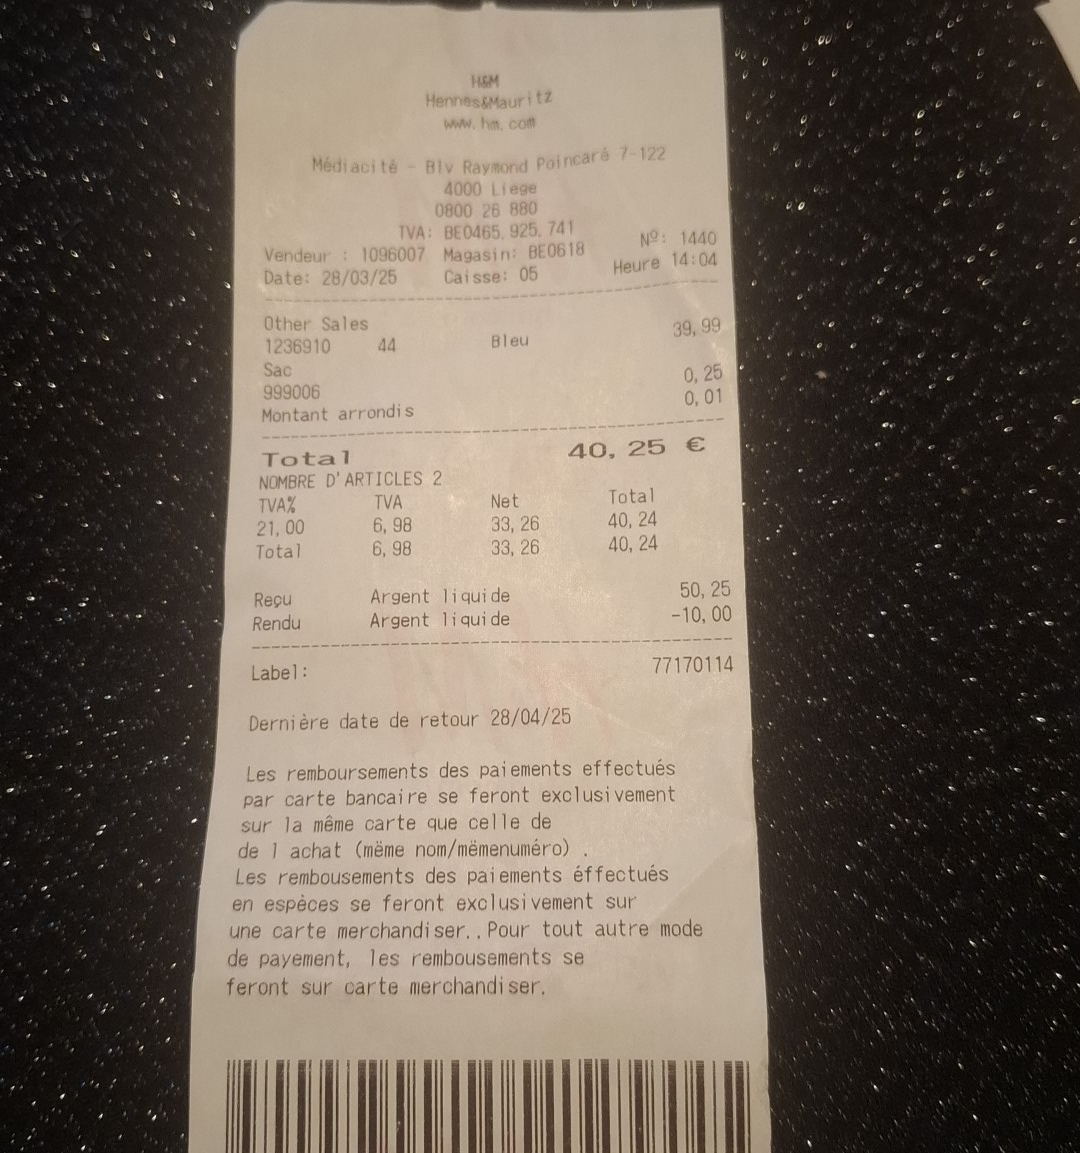 H&M
Hennes&Mauritz
www.hm.com
Médiacité - Blv Raymond Poincaré 7-122
4000 Liege
0800 26 880
TVA: BE0465.925.741
Nº: 1440
Vendeur : 1096007 Magasin: BE0618
Date: 28/03/25 Caisse: 05 Heure 14:04
Other Sales 39,99
1236910 44 Bleu
Sac 0,25
999006
Montant arrondis 0,01
Total 40,25 €
NOMBRE D'ARTICLES 2
TVA% TVA Net Total
21,00 6,98 33,26 40,24
Total 6,98 33,26 40,24
Reçu Argent liquide 50,25
Rendu Argent liquide -10,00
Label: 77170114
Dernière date de retour 28/04/25
Les remboursements des paiements effectués
par carte bancaire se feront exclusivement
sur la même carte que celle de
de l achat (mëme nom/mëmenuméro) .
Les rembousements des paiements éffectués
en espèces se feront exclusivement sur
une carte merchandiser..Pour tout autre mode
de payement, les rembousements se
feront sur carte merchandiser.